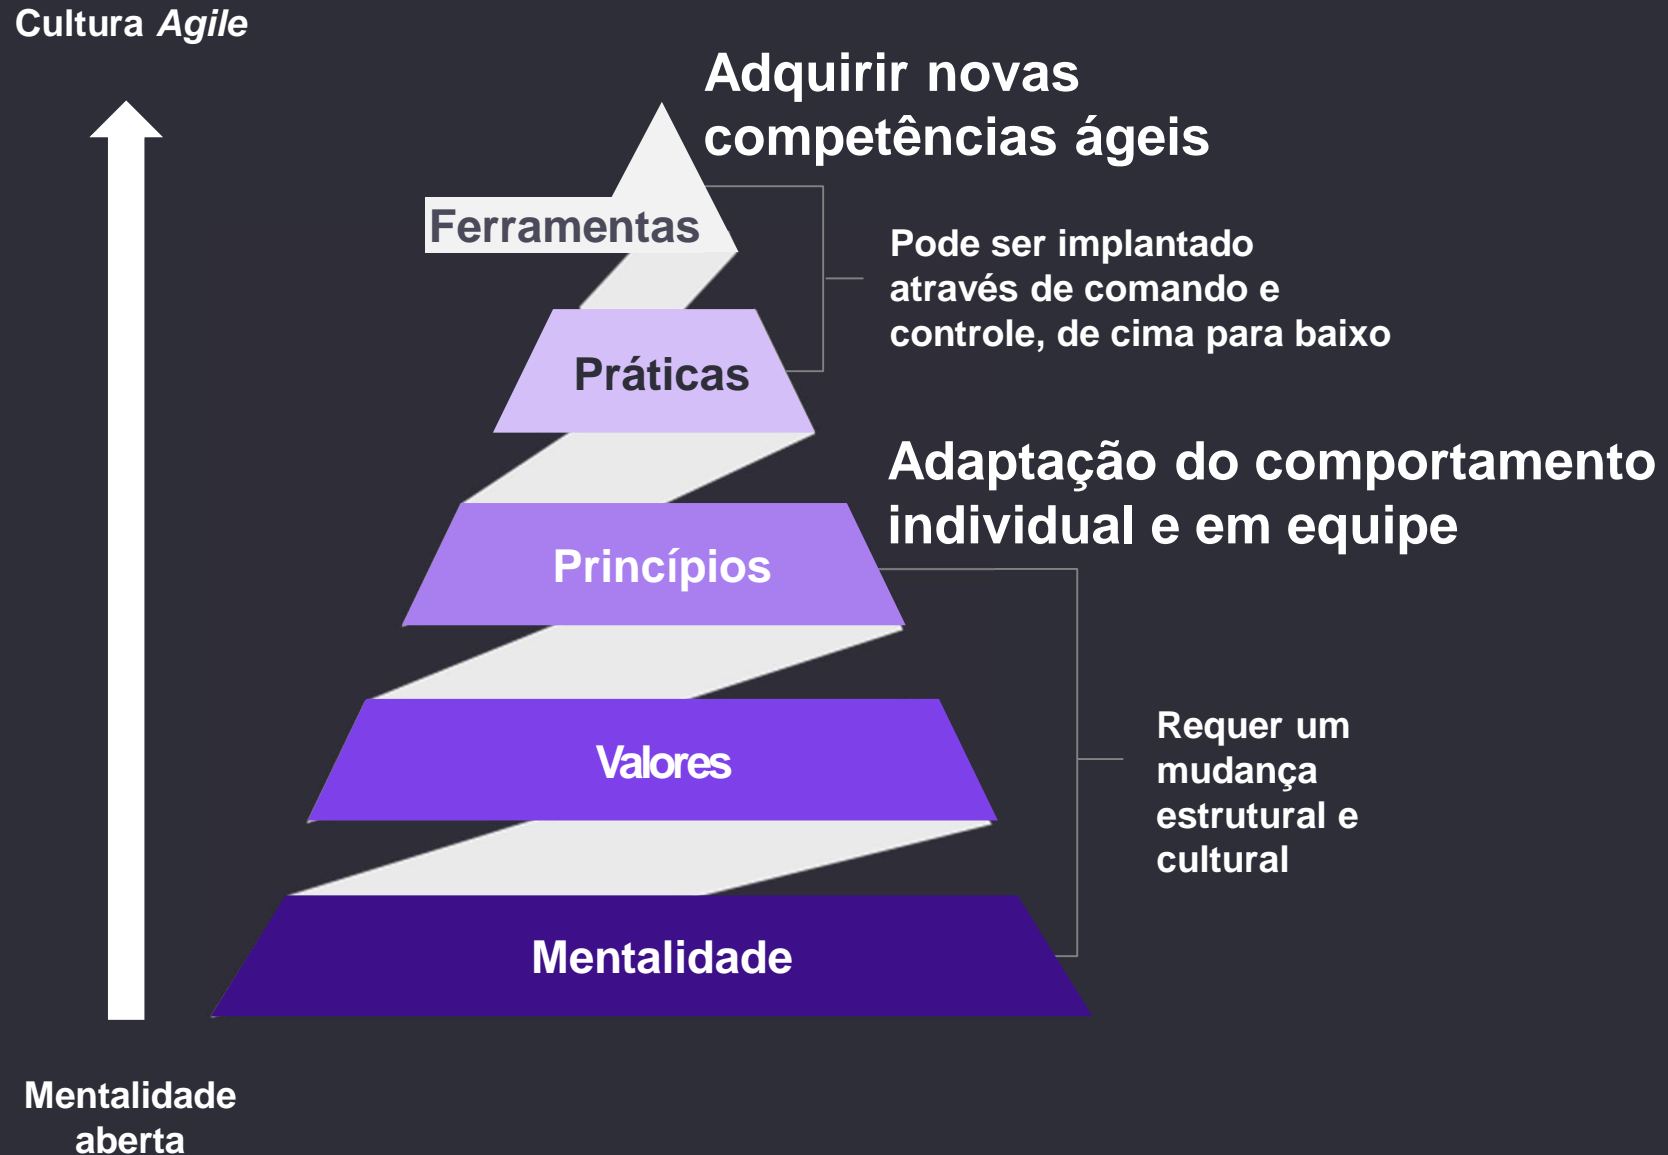 Cultura Agile
Adquirir novas
competências ágeis
Ferramentas
Pode ser implantado
através de comando e
controle, de cima para baixo
Práticas
Adaptação do comportamento
individual e em equipe
Princípios
Requer um
mudança
estrutural e
cultural
Valores
Mentalidade
Mentalidade
aberta